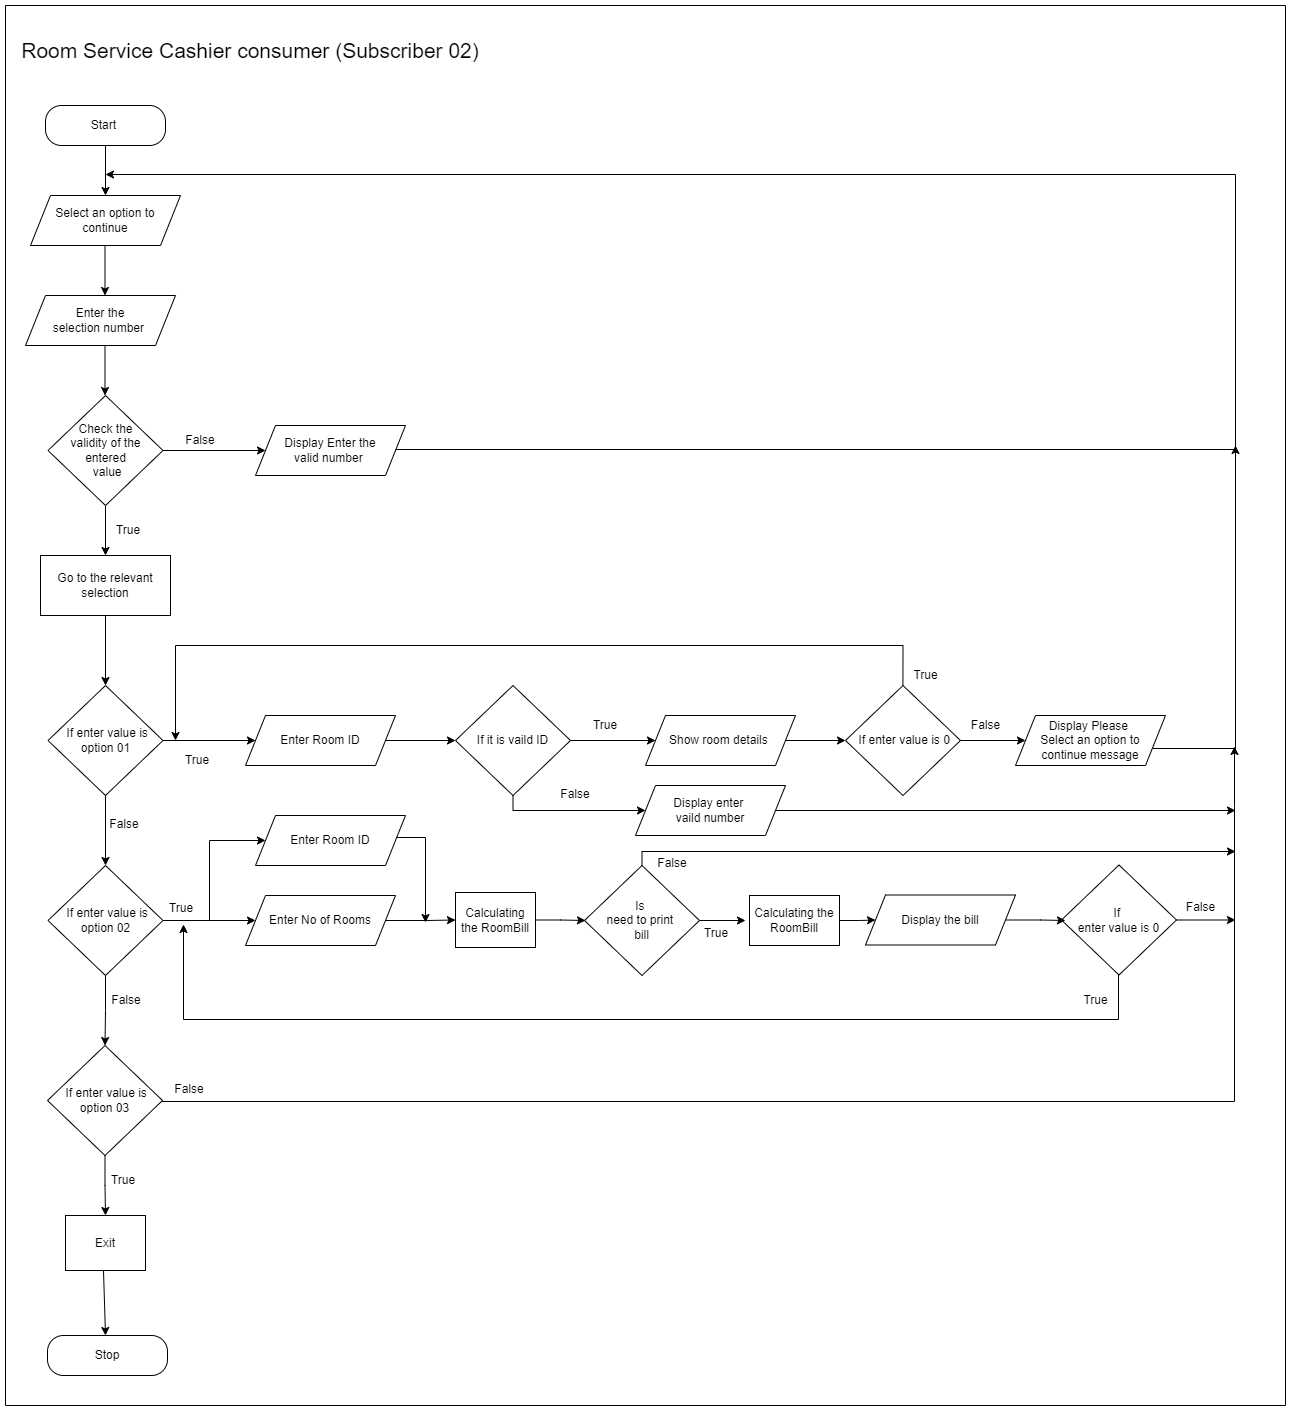 Room Service Cashier consumer (Subscriber 02)
Start
Select an option to
continue
Enter the
selection number
Check the
validity of the
entered
value
False
Display Enter the
valid number
True
Go to the relevant
selection
True
If enter value is
option 01
True
Enter Room ID
If it is vaild ID
True
Show room details
If enter value is 0
False
Display Please
Select an option to
continue message
False
Display enter
vaild number
False
Enter Room ID
If enter value is
option 02
True
Enter No of Rooms
Calculating
the RoomBill
False
Is
need to print
bill
True
Calculating the
RoomBill
Display the bill
If
enter value is 0
False
True
False
If enter value is
option 03
False
True
Exit
Stop